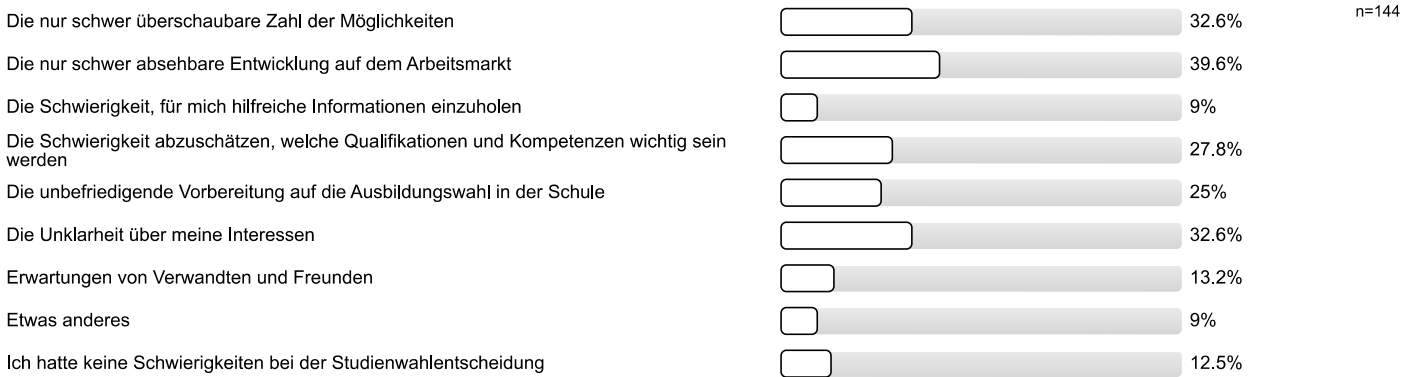 Die nur schwer überschaubare Zahl der Möglichkeiten 32.6% n=144
Die nur schwer absehbare Entwicklung auf dem Arbeitsmarkt 39.6%
Die Schwierigkeit, für mich hilfreiche Informationen einzuholen 9%
Die Schwierigkeit abzuschätzen, welche Qualifikationen und Kompetenzen wichtig sein
werden 27.8%
Die unbefriedigende Vorbereitung auf die Ausbildungswahl in der Schule 25%
Die Unklarheit über meine Interessen 32.6%
Erwartungen von Verwandten und Freunden 13.2%
Etwas anderes 9%
Ich hatte keine Schwierigkeiten bei der Studienwahlentscheidung 12.5%